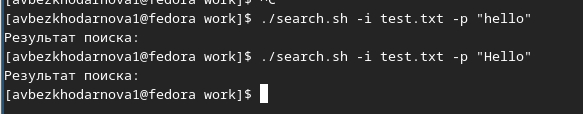 [avbezkhodarnova1@fedora work]$ ^C
[avbezkhodarnova1@fedora work]$ ./search.sh -i test.txt -p "hello"
Результат поиска:
[avbezkhodarnova1@fedora work]$ ./search.sh -i test.txt -p "Hello"
Результат поиска:
[avbezkhodarnova1@fedora work]$